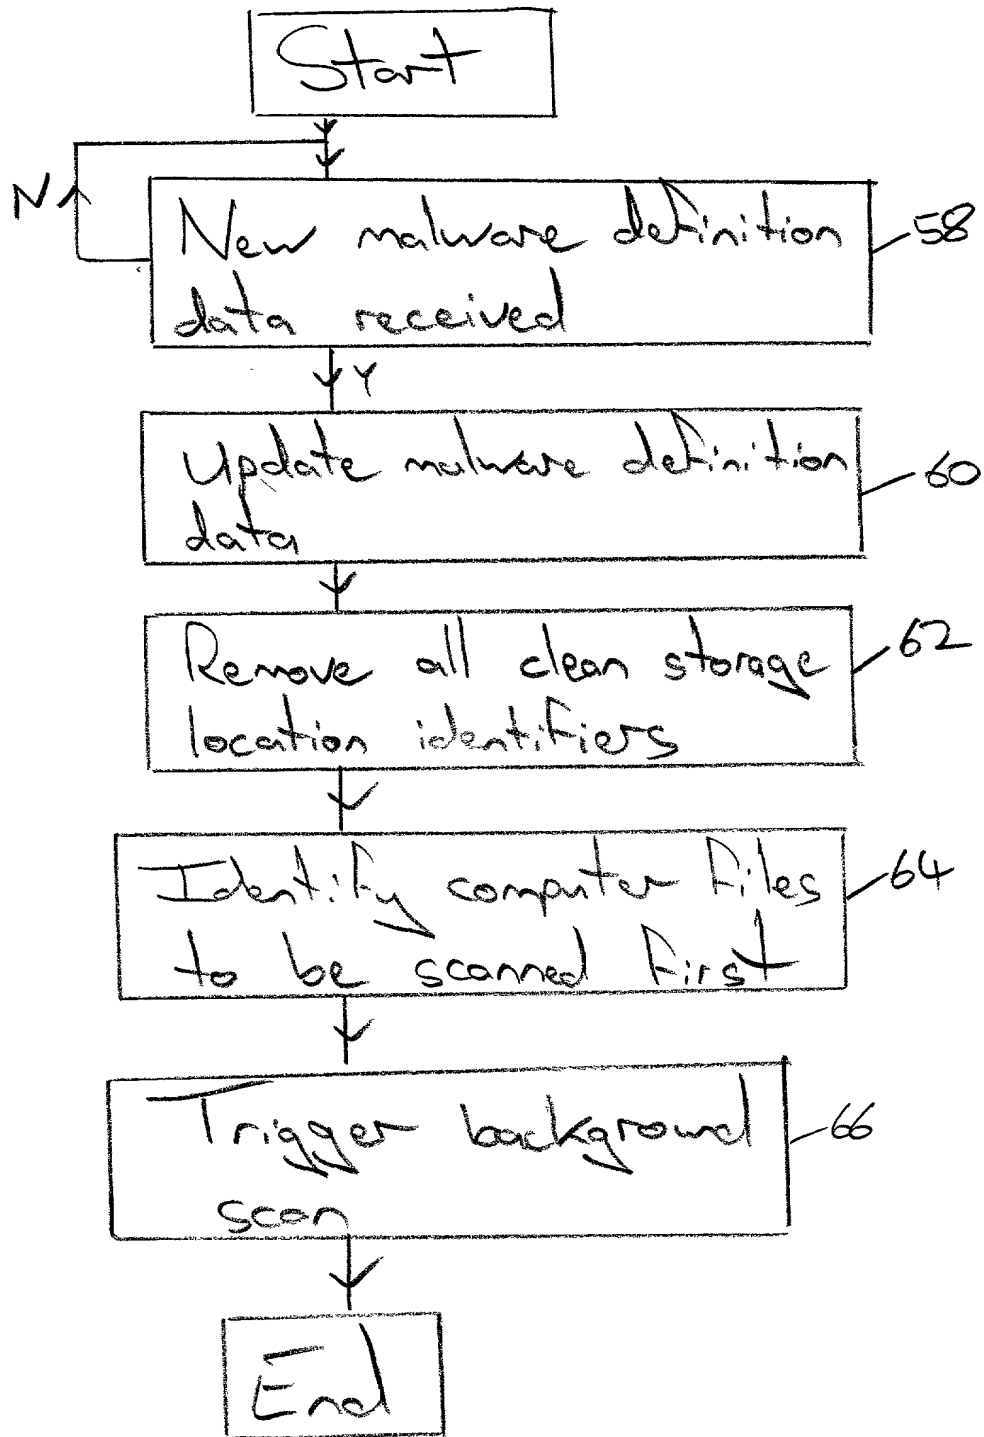 Start
N
New malware definition
data received
58
Y
Update malware definition
data
60
Remove all clean storage
location identifiers
62
Identify computer files
to be scanned first
64
Trigger background
scan
66
End